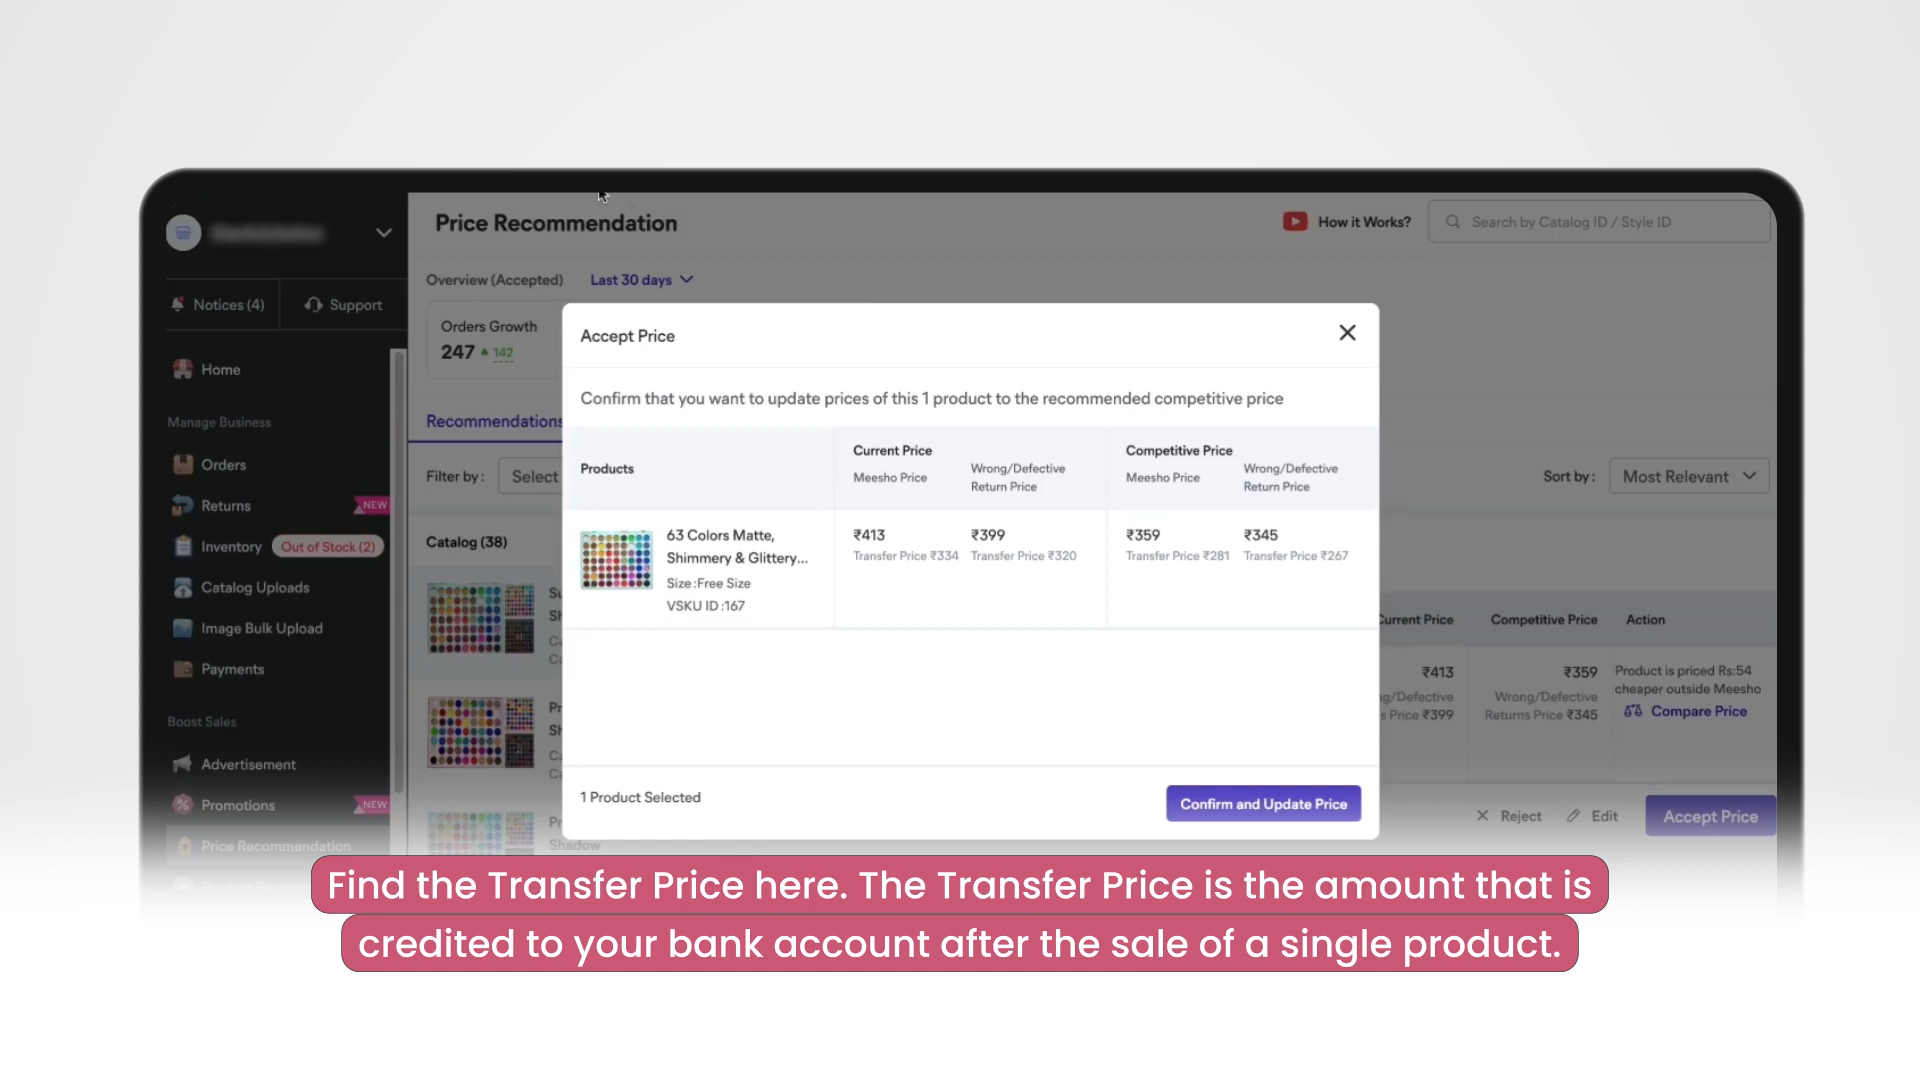 Price Recommendation
How it Works?
Search by Catalog ID / Style ID
Notices (4)
Support
Overview (Accepted)
Last 30 days
Orders Growth
247 ▲ 142
Home
Manage Business
Orders
Returns
NEW
Inventory
Out of Stock (2)
Catalog Uploads
Image Bulk Upload
Payments
Boost Sales
Advertisement
Promotions
NEW
Price Recommendation
Recommendations
Filter by :
Select
Sort by :
Most Relevant
Catalog (38)
Accept Price
Confirm that you want to update prices of this 1 product to the recommended competitive price
Products
Current Price
Meesho Price
Wrong/Defective
Return Price
Competitive Price
Meesho Price
Wrong/Defective
Return Price
63 Colors Matte,
Shimmery & Glittery...
Size :Free Size
VSKU ID :167
₹413
Transfer Price ₹334
₹399
Transfer Price ₹320
₹359
Transfer Price ₹281
₹345
Transfer Price ₹267
1 Product Selected
Confirm and Update Price
Current Price
Competitive Price
Action
₹413
ng/Defective
s Price ₹399
₹359
Wrong/Defective
Returns Price ₹345
Product is priced Rs:54
cheaper outside Meesho
Compare Price
Reject
Edit
Accept Price
Shadow
Find the Transfer Price here. The Transfer Price is the amount that is
credited to your bank account after the sale of a single product.